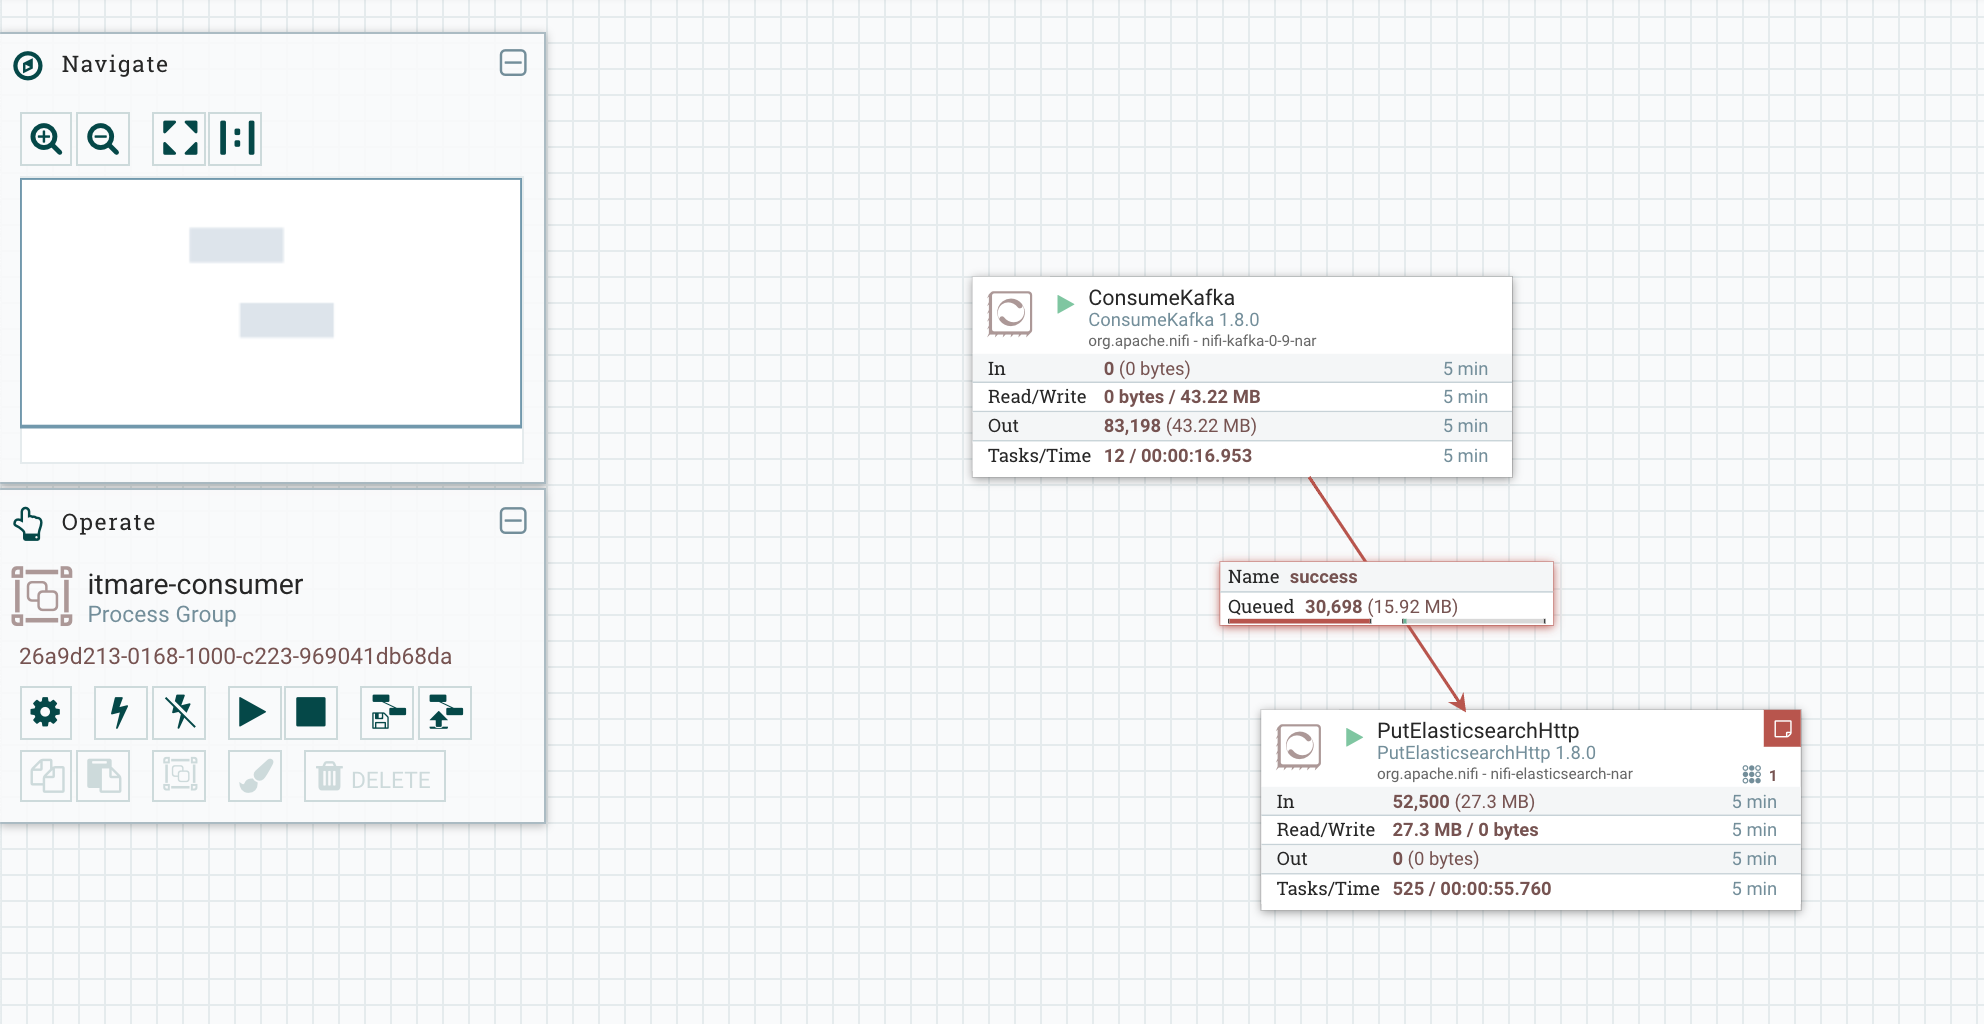 Navigate
Operate
itmare-consumer
Process Group
26a9d213-0168-1000-c223-969041db68da
DELETE
ConsumeKafka
ConsumeKafka 1.8.0
org.apache.nifi - nifi-kafka-0-9-nar
In 0 (0 bytes) 5 min
Read/Write 0 bytes / 43.22 MB 5 min
Out 83,198 (43.22 MB) 5 min
Tasks/Time 12 / 00:00:16.953 5 min
Name success
Queued 30,698 (15.92 MB)
PutElasticsearchHttp
PutElasticsearchHttp 1.8.0
org.apache.nifi - nifi-elasticsearch-nar
1
In 52,500 (27.3 MB) 5 min
Read/Write 27.3 MB / 0 bytes 5 min
Out 0 (0 bytes) 5 min
Tasks/Time 525 / 00:00:55.760 5 min